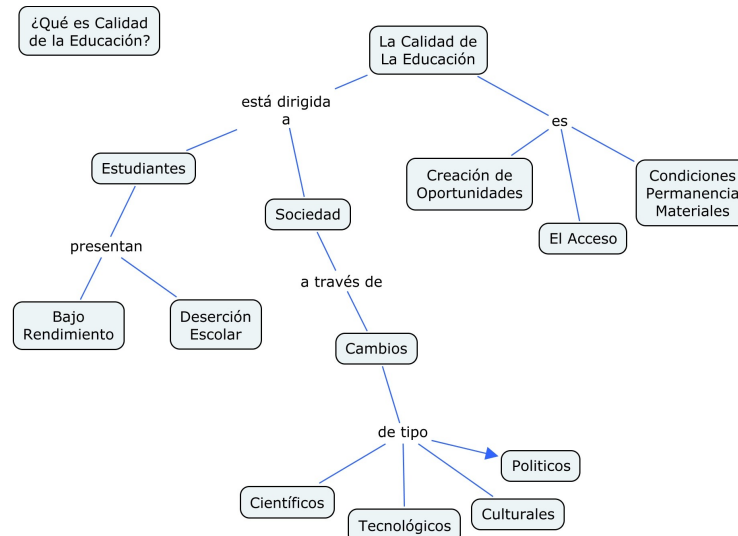 ¿Qué es Calidad
de la Educación?
La Calidad de
La Educación
está dirigida
a
es
Estudiantes
Creación de
Oportunidades
Condiciones
Permanencia
Materiales
Sociedad
El Acceso
presentan
a través de
Bajo
Rendimiento
Deserción
Escolar
Cambios
de tipo
Politicos
Científicos
Tecnológicos
Culturales